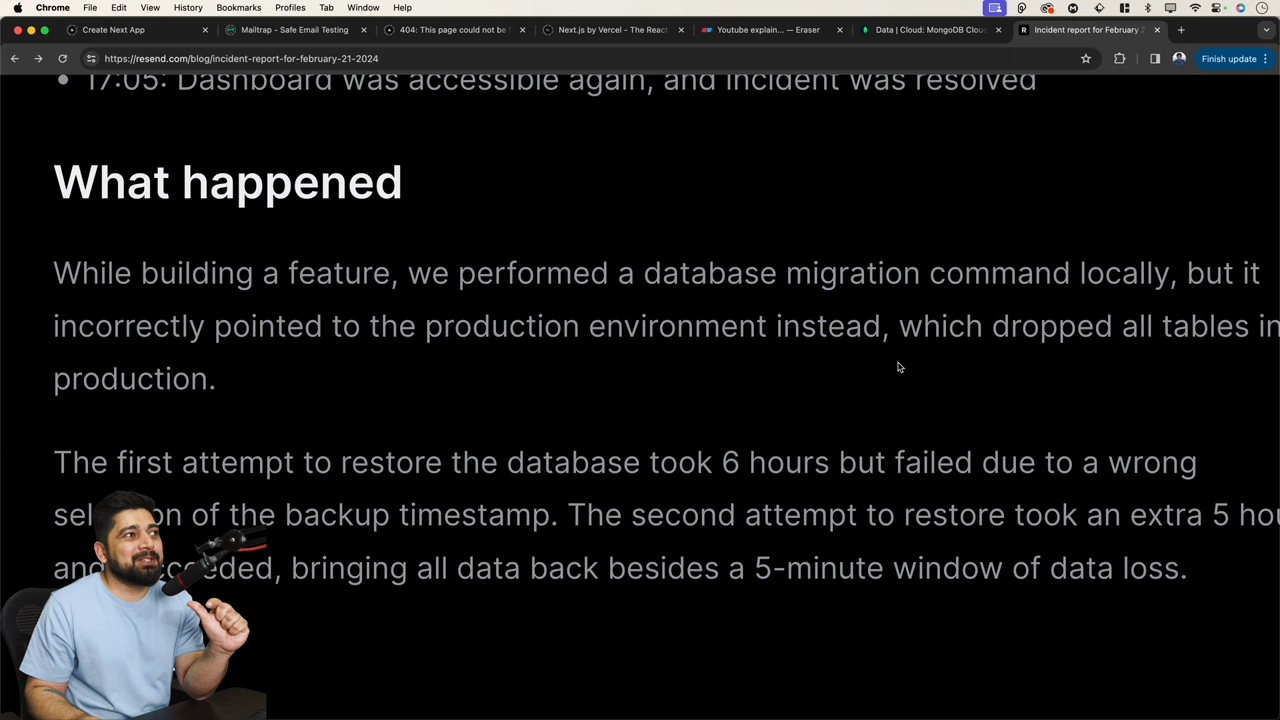 Chrome File Edit View History Bookmarks Profiles Tab Window Help
Create Next App
Mailtrap - Safe Email Testing
404: This page could not be
Next.js by Vercel - The React
Youtube explain... — Eraser
Data | Cloud: MongoDB Cloud
Incident report for February 2
https://resend.com/blog/incident-report-for-february-21-2024
Finish update
17:05: Dashboard was accessible again, and incident was resolved
What happened
While building a feature, we performed a database migration command locally, but it
incorrectly pointed to the production environment instead, which dropped all tables in
production.
The first attempt to restore the database took 6 hours but failed due to a wrong
of the backup timestamp. The second attempt to restore took an extra 5
bringing all data back besides a 5-minute window of data loss.